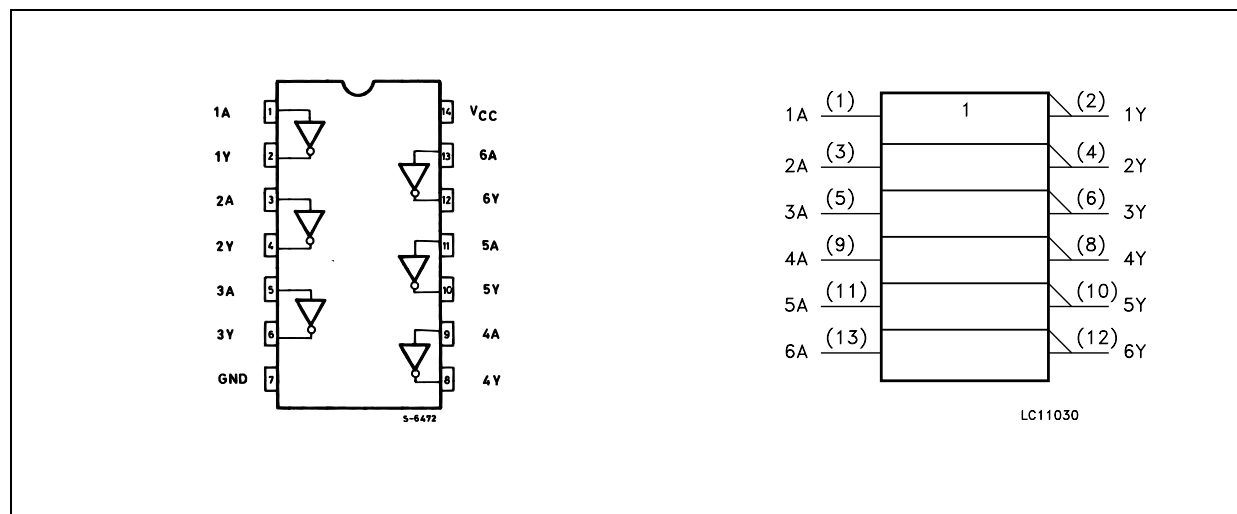 1A 1 14 VCC
1Y 2 13 6A
2A 3 12 6Y
2Y 4 11 5A
3A 5 10 5Y
3Y 6 9 4A
GND 7 8 4Y
S-6472
1A (1) 1 (2) 1Y
2A (3) (4) 2Y
3A (5) (6) 3Y
4A (9) (8) 4Y
5A (11) (10) 5Y
6A (13) (12) 6Y
LC11030